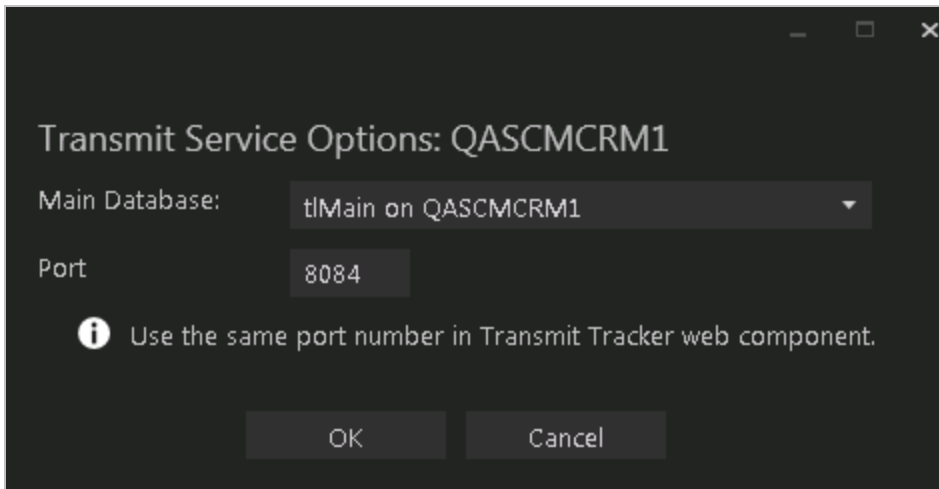 Transmit Service Options: QASCMCRM1
Main Database: tlMain on QASCMCRM1
Port 8084
Use the same port number in Transmit Tracker web component.
OK Cancel